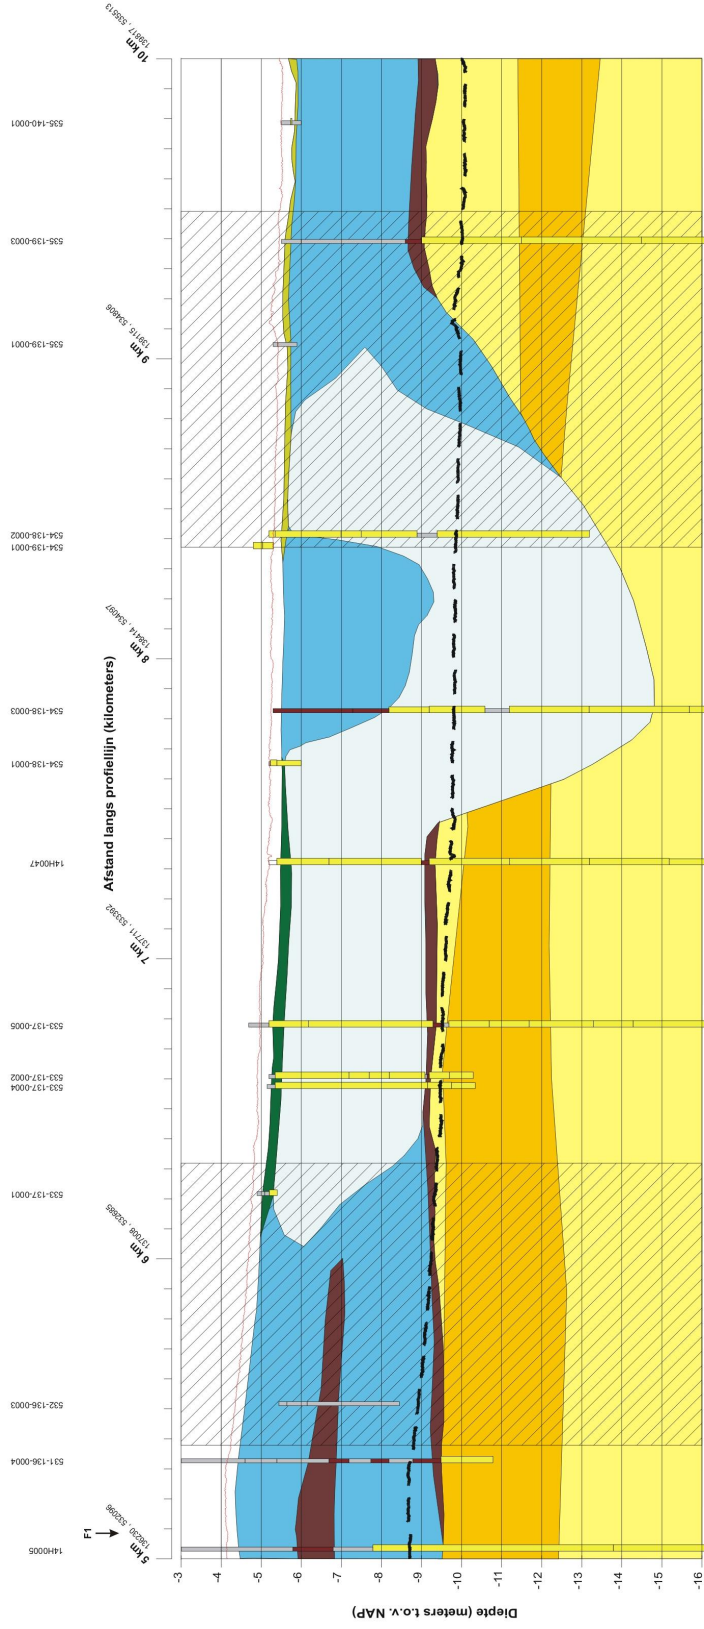 F1
5 km
136230 , 532096
6 km
137008 , 532685
7 km
137711 , 533392
8 km
138414 , 534097
9 km
139115 , 534806
10 km
139817 , 535513
14H0005
531-136-0004
532-136-0003
533-137-0001
533-137-0004
533-137-0002
533-137-0005
14H0047
534-138-0001
534-138-0003
534-139-0001
534-138-0002
535-139-0001
535-139-0003
535-140-0001
Afstand langs profiellijn (kilometers)
Diepte (meters t.o.v. NAP)
-3
-4
-5
-6
-7
-8
-9
-10
-11
-12
-13
-14
-15
-16